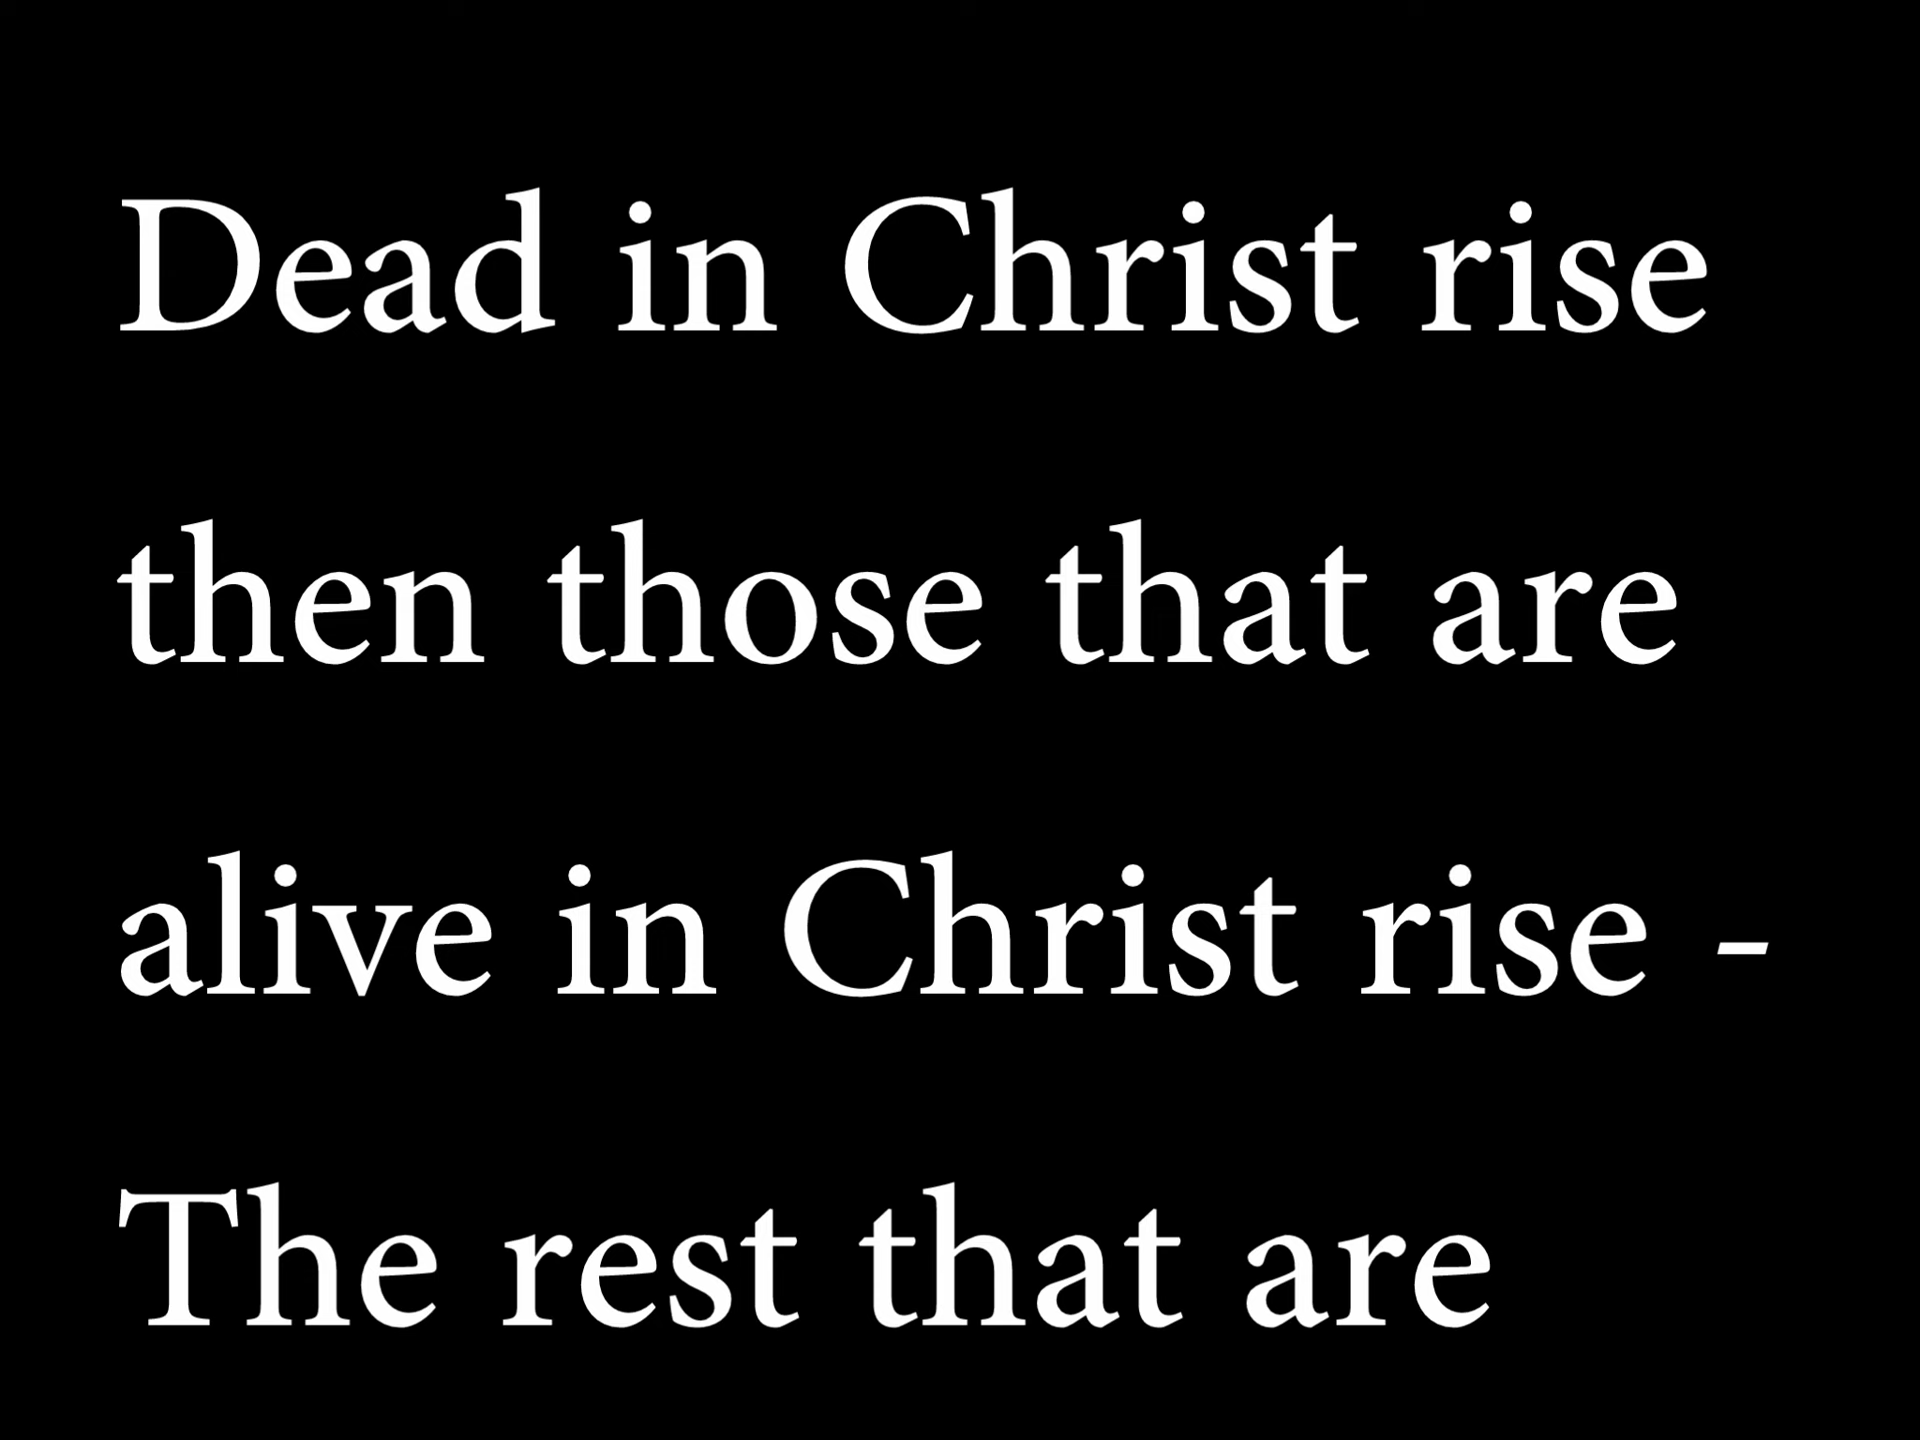 Dead in Christ rise
then those that are
alive in Christ rise -
The rest that are